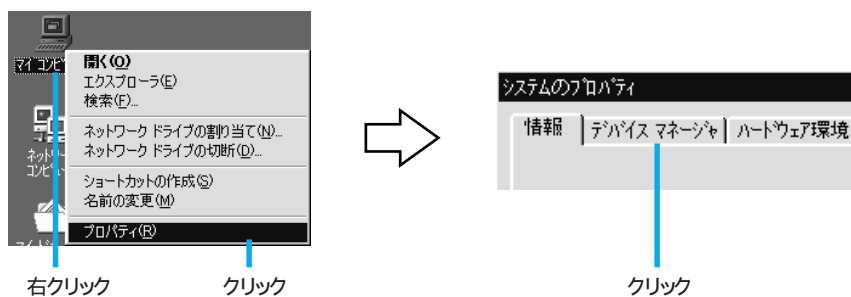 マイ コンピ
開く(O)
エクスプローラ(E)
検索(F)...
ネットワーク ドライブの割り当て(N)...
ネットワーク ドライブの切断(D)...
ショートカットの作成(S)
名前の変更(M)
プロパティ(R)
ネットワー
コンピュ
右クリック
クリック
システムのプロパティ
情報
デバイス マネージャ
ハードウェア環境
クリック